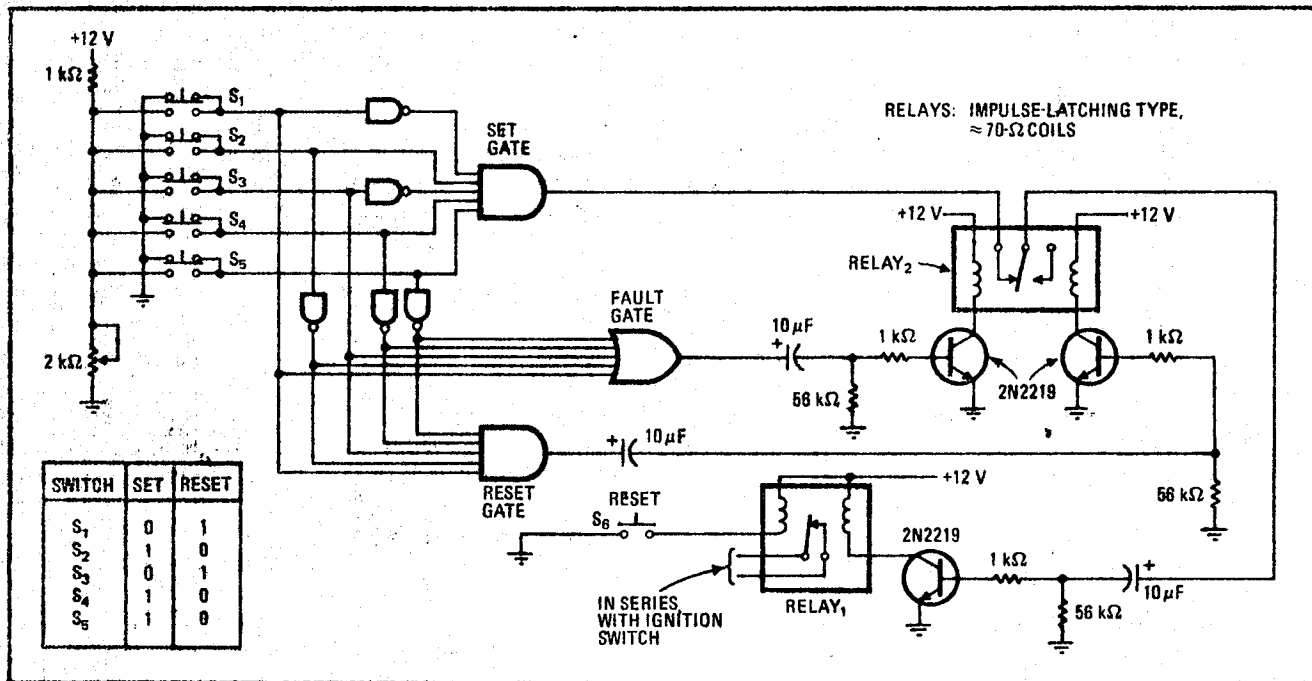 +12 V
1 kΩ
S1
S2
S3
S4
S5
2 kΩ
SET
GATE
RELAYS: IMPULSE-LATCHING TYPE,
≈ 70-Ω COILS
+12 V
+12 V
RELAY2
FAULT
GATE
10 μF
+
1 kΩ
56 kΩ
2N2219
1 kΩ
+
10 μF
RESET
GATE
56 kΩ
SWITCH SET RESET
S1 0 1
S2 1 0
S3 0 1
S4 1 0
S5 1 0
RESET
S6
+12 V
IN SERIES
WITH IGNITION
SWITCH
RELAY1
2N2219
1 kΩ
56 kΩ
+
10 μF